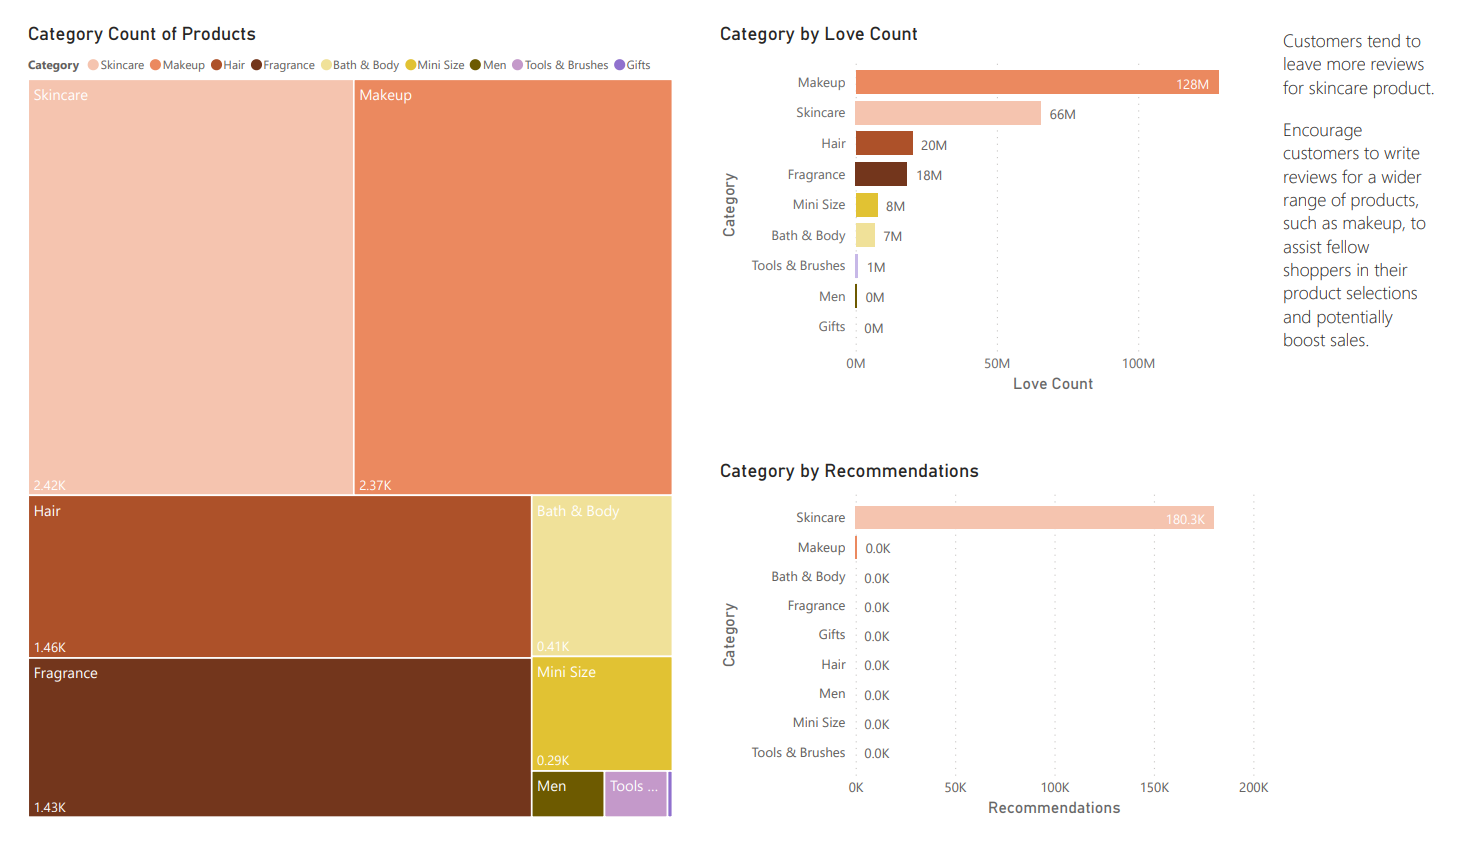 Category Count of Products
Category Skincare Makeup Hair Fragrance Bath & Body Mini Size Men Tools & Brushes Gifts
Skincare
2.42K
Makeup
2.37K
Hair
1.46K
Bath & Body
0.41K
Fragrance
1.43K
Mini Size
0.29K
Men
Tools ...
Category by Love Count
Category
Makeup 128M
Skincare 66M
Hair 20M
Fragrance 18M
Mini Size 8M
Bath & Body 7M
Tools & Brushes 1M
Men 0M
Gifts 0M
0M 50M 100M
Love Count
Customers tend to
leave more reviews
for skincare product.
Encourage
customers to write
reviews for a wider
range of products,
such as makeup, to
assist fellow
shoppers in their
product selections
and potentially
boost sales.
Category by Recommendations
Category
Skincare 180.3K
Makeup 0.0K
Bath & Body 0.0K
Fragrance 0.0K
Gifts 0.0K
Hair 0.0K
Men 0.0K
Mini Size 0.0K
Tools & Brushes 0.0K
0K 50K 100K 150K 200K
Recommendations